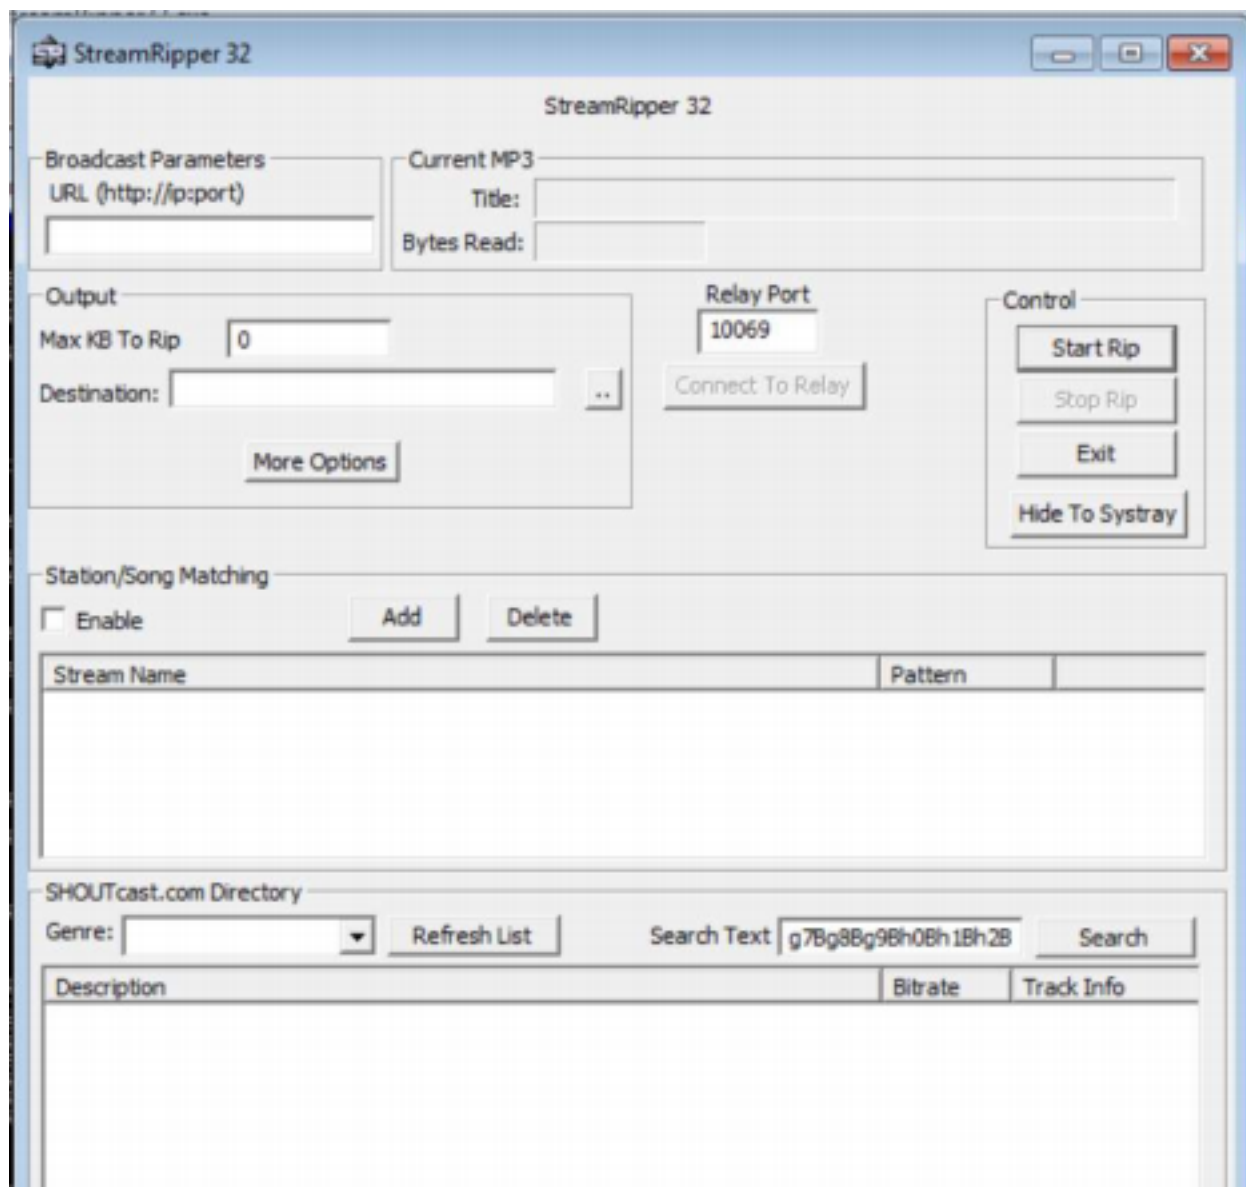 StreamRipper 32
StreamRipper 32
Broadcast Parameters
URL (http://ip:port)
Current MP3
Title:
Bytes Read:
Output
Max KB To Rip 0
Destination: ..
More Options
Relay Port
10069
Connect To Relay
Control
Start Rip
Stop Rip
Exit
Hide To Systray
Station/Song Matching
Enable Add Delete
Stream Name Pattern
SHOUTcast.com Directory
Genre: Refresh List Search Text g7Bg8Bg9Bh0Bh1Bh2B Search
Description Bitrate Track Info